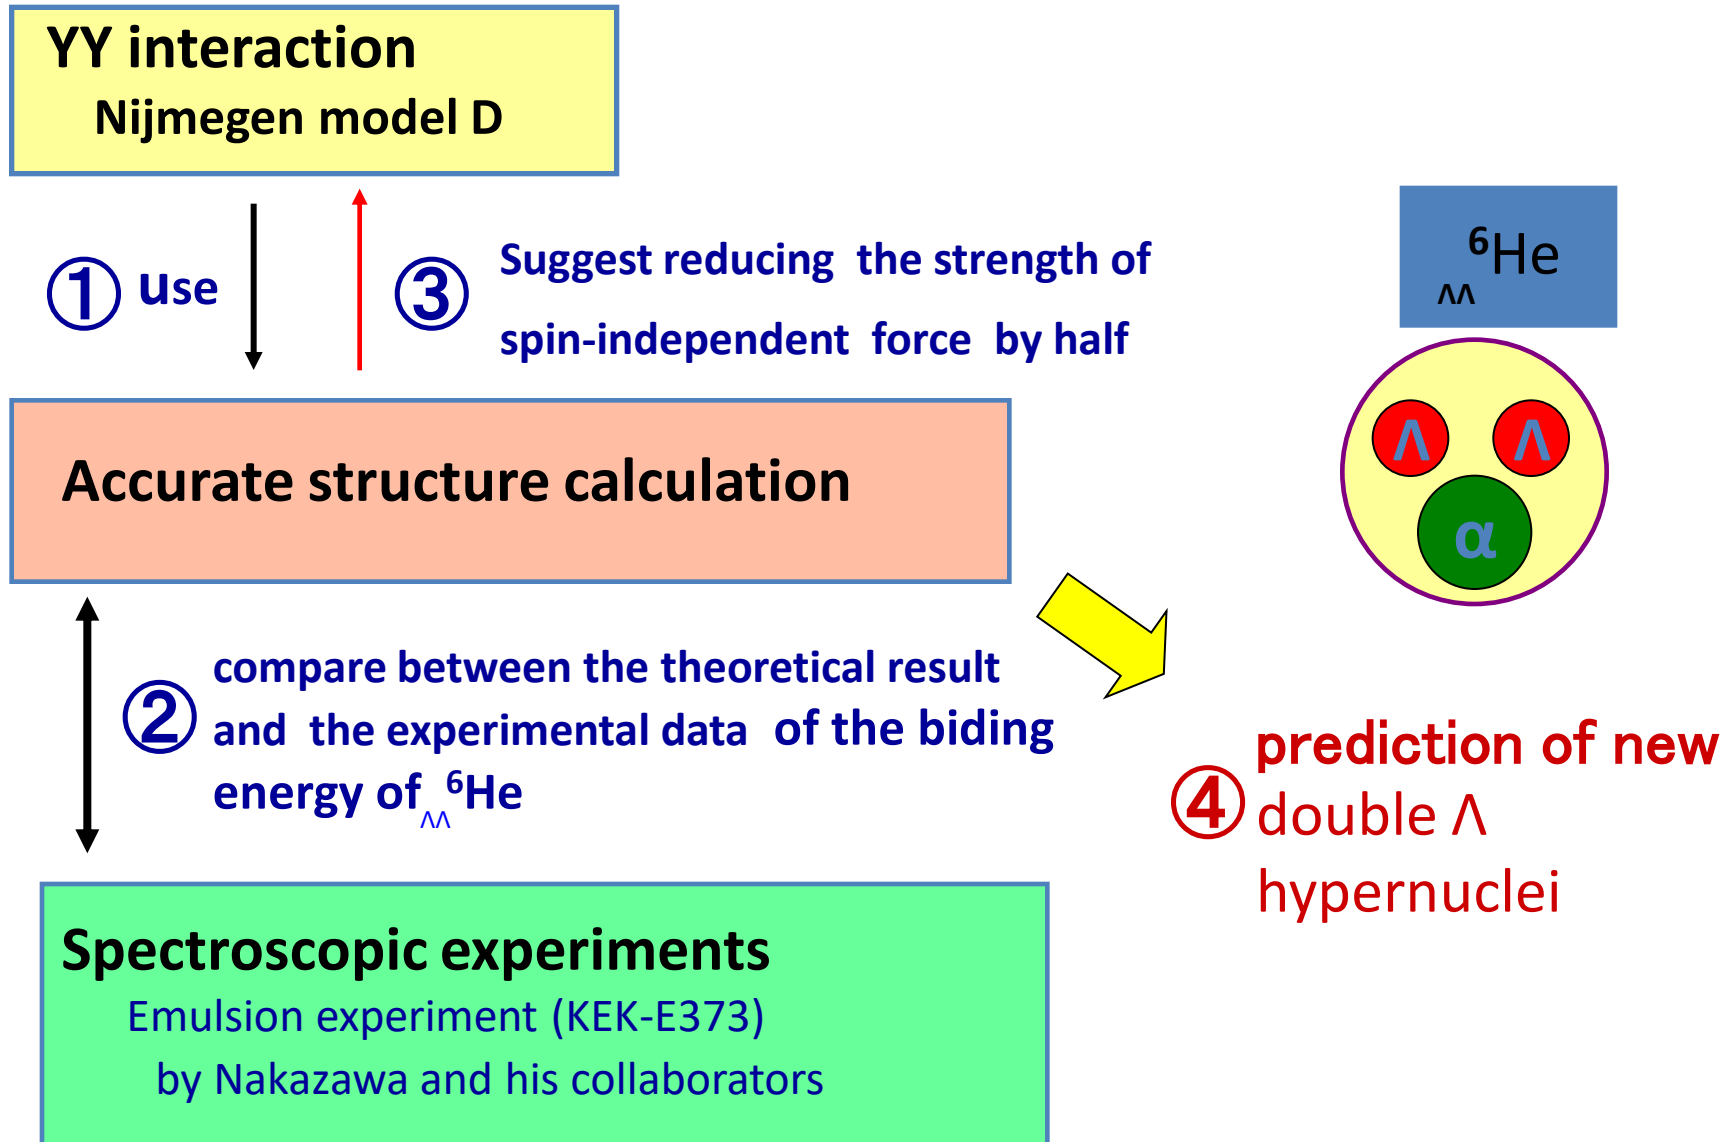 YY interaction
Nijmegen model D
① use
③ Suggest reducing the strength of
spin-independent force by half
⁶He
ΛΛ
Λ Λ
α
Accurate structure calculation
② compare between the theoretical result
and the experimental data of the biding
energy of ΛΛ⁶He
④ prediction of new
double Λ
hypernuclei
Spectroscopic experiments
Emulsion experiment (KEK-E373)
by Nakazawa and his collaborators